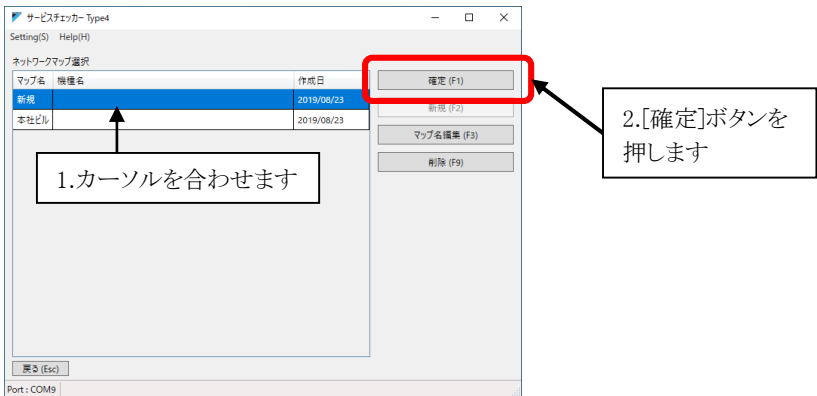 サービスチェッカー Type4
Setting(S) Help(H)
ネットワークマップ選択
マップ名 機種名 作成日
新規 2019/08/23
本社ビル 2019/08/23
確定 (F1)
新規 (F2)
マップ名編集 (F3)
削除 (F9)
1.カーソルを合わせます
2.[確定]ボタンを
押します
戻る (Esc)
Port : COM9